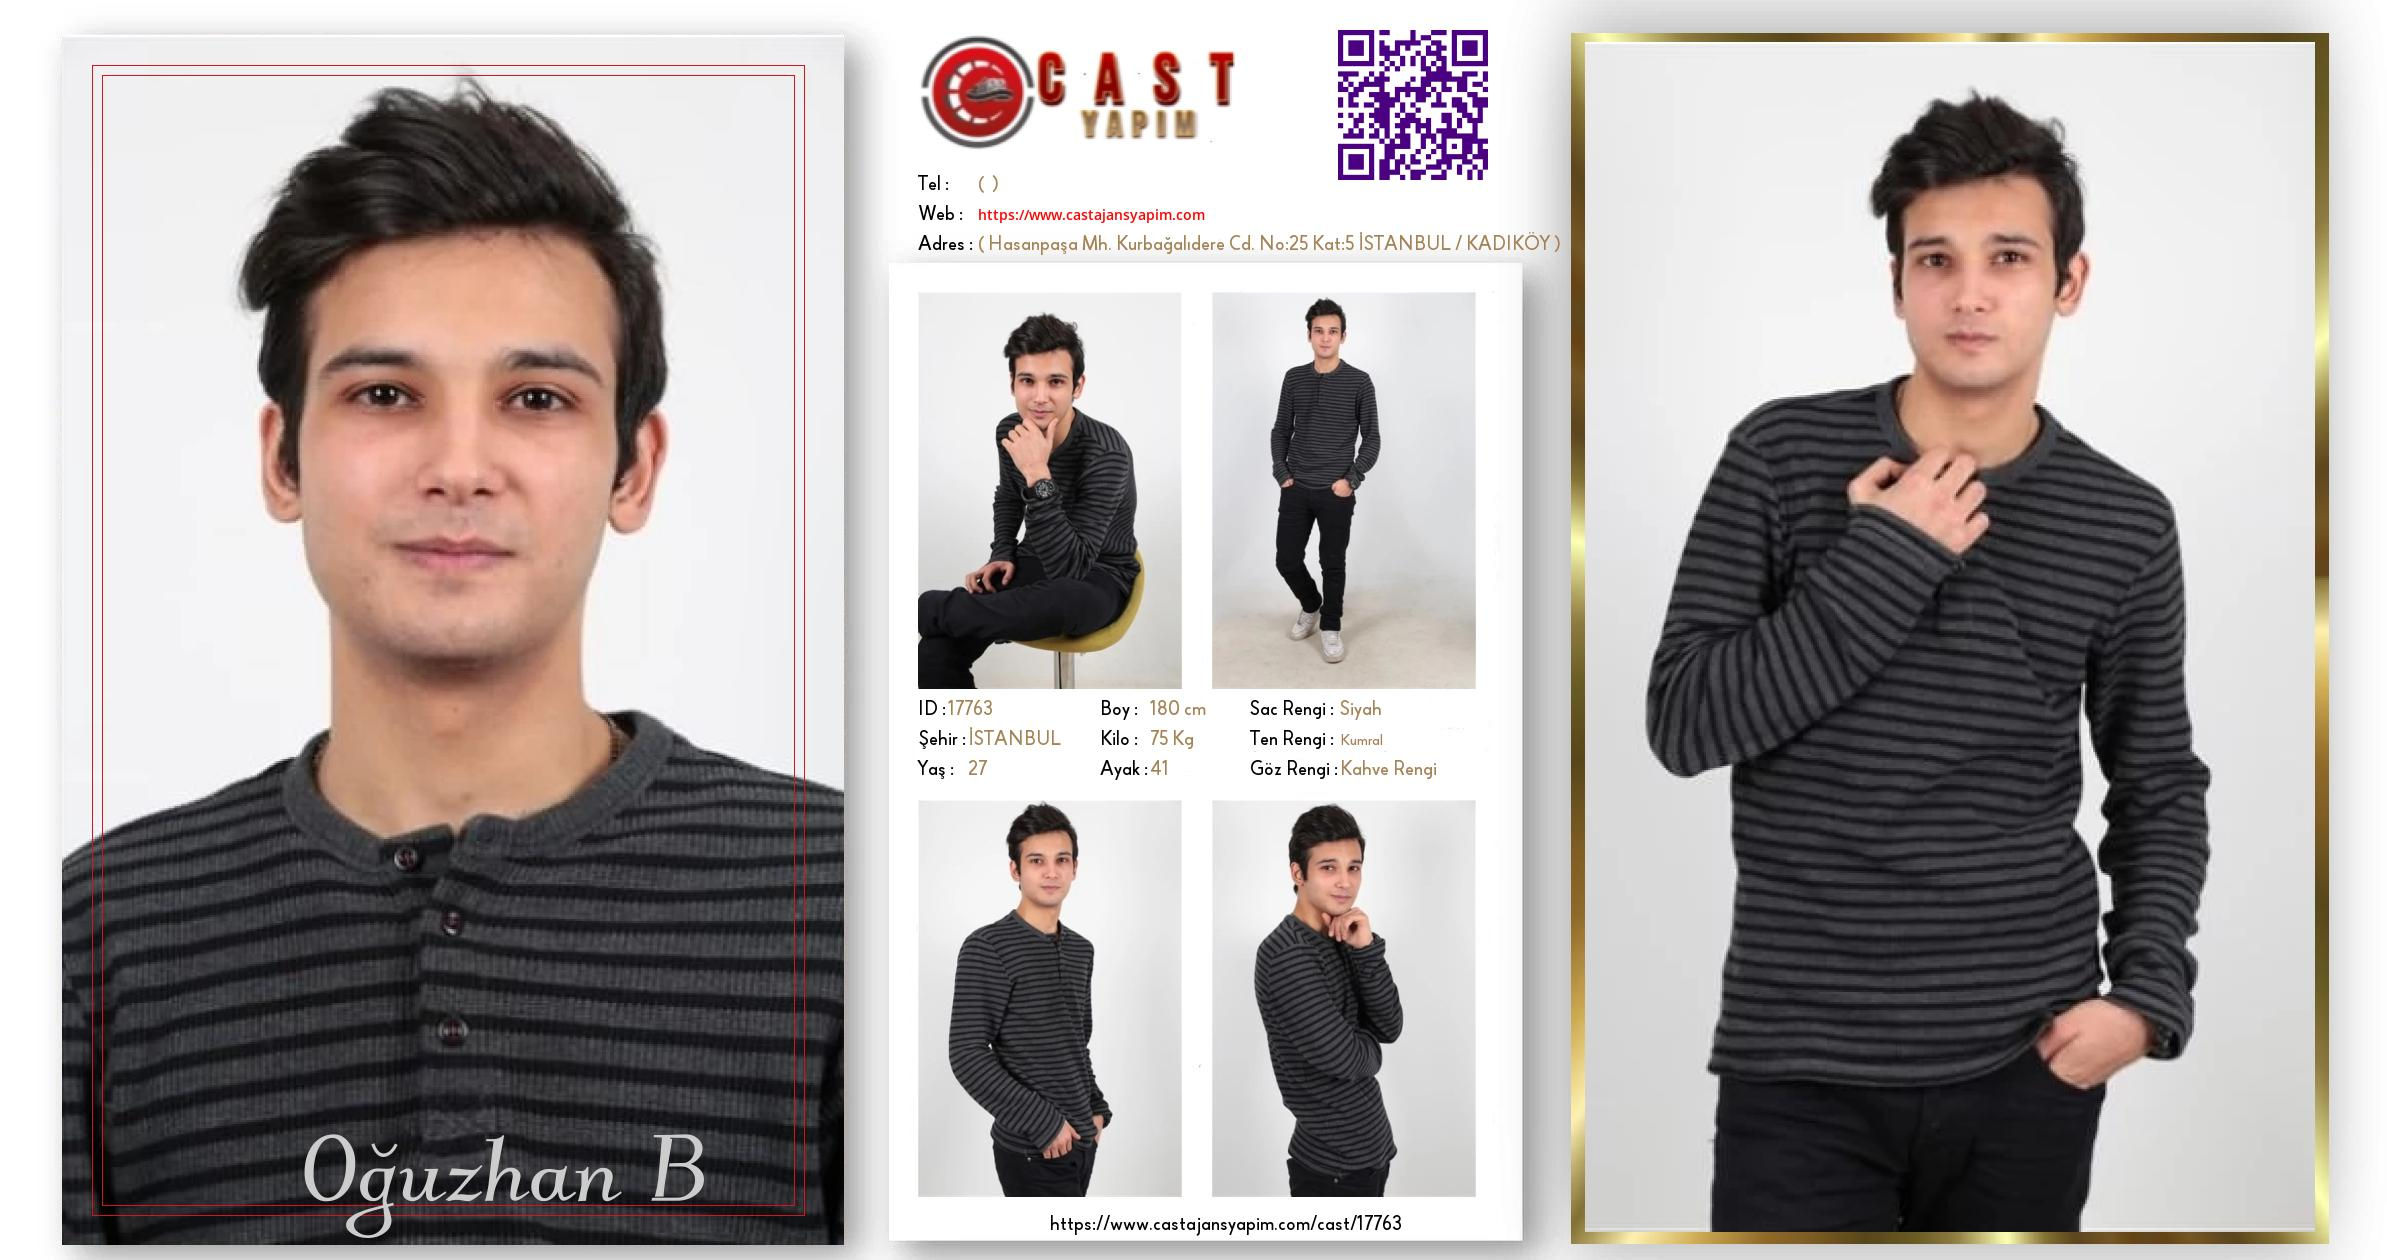 Oğuzhan B
CAST
YAPIM
Tel : ( )
Web : https://www.castajansyapim.com
Adres : ( Hasanpaşa Mh. Kurbağalıdere Cd. No:25 Kat:5 İSTANBUL / KADIKÖY )
ID : 17763 Boy : 180 cm Sac Rengi : Siyah
Şehir : İSTANBUL Kilo : 75 Kg Ten Rengi : Kumral
Yaş : 27 Ayak : 41 Göz Rengi : Kahve Rengi
https://www.castajansyapim.com/cast/17763